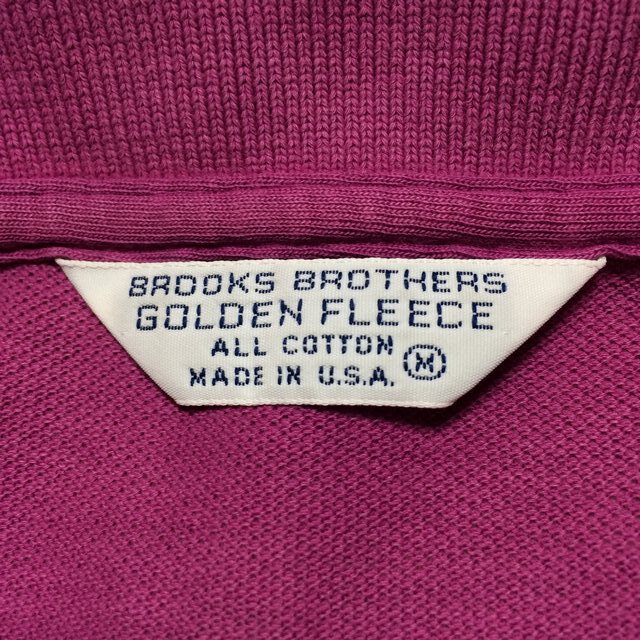 BROOKS BROTHERS
GOLDEN FLEECE
ALL COTTON
MADE IN U.S.A. M